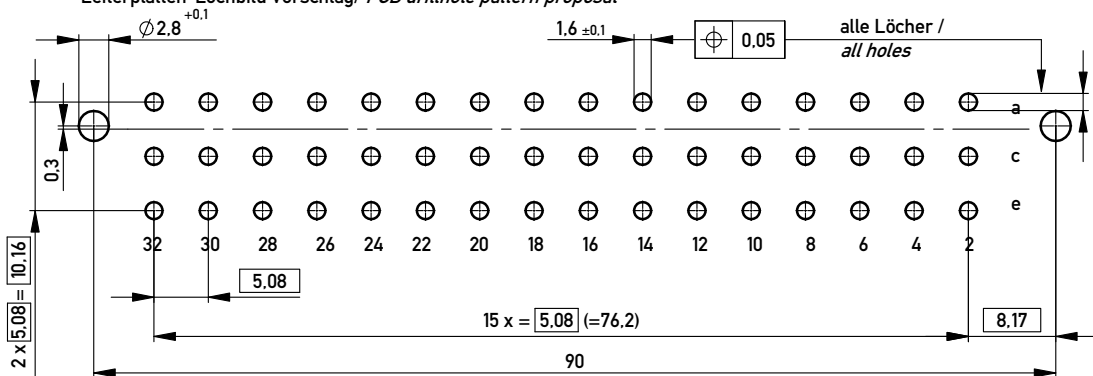 Leiterplatten-Lochbild Vorschlag/ PCB drillhole pattern proposal
∅2,8 +0,1
1,6 ±0,1
⌖ 0,05
alle Löcher /
all holes
a
0,3
c
e
32 30 28 26 24 22 20 18 16 14 12 10 8 6 4 2
2 x 5,08 = 10,16
5,08
15 x = 5,08 (=76,2)
8,17
90